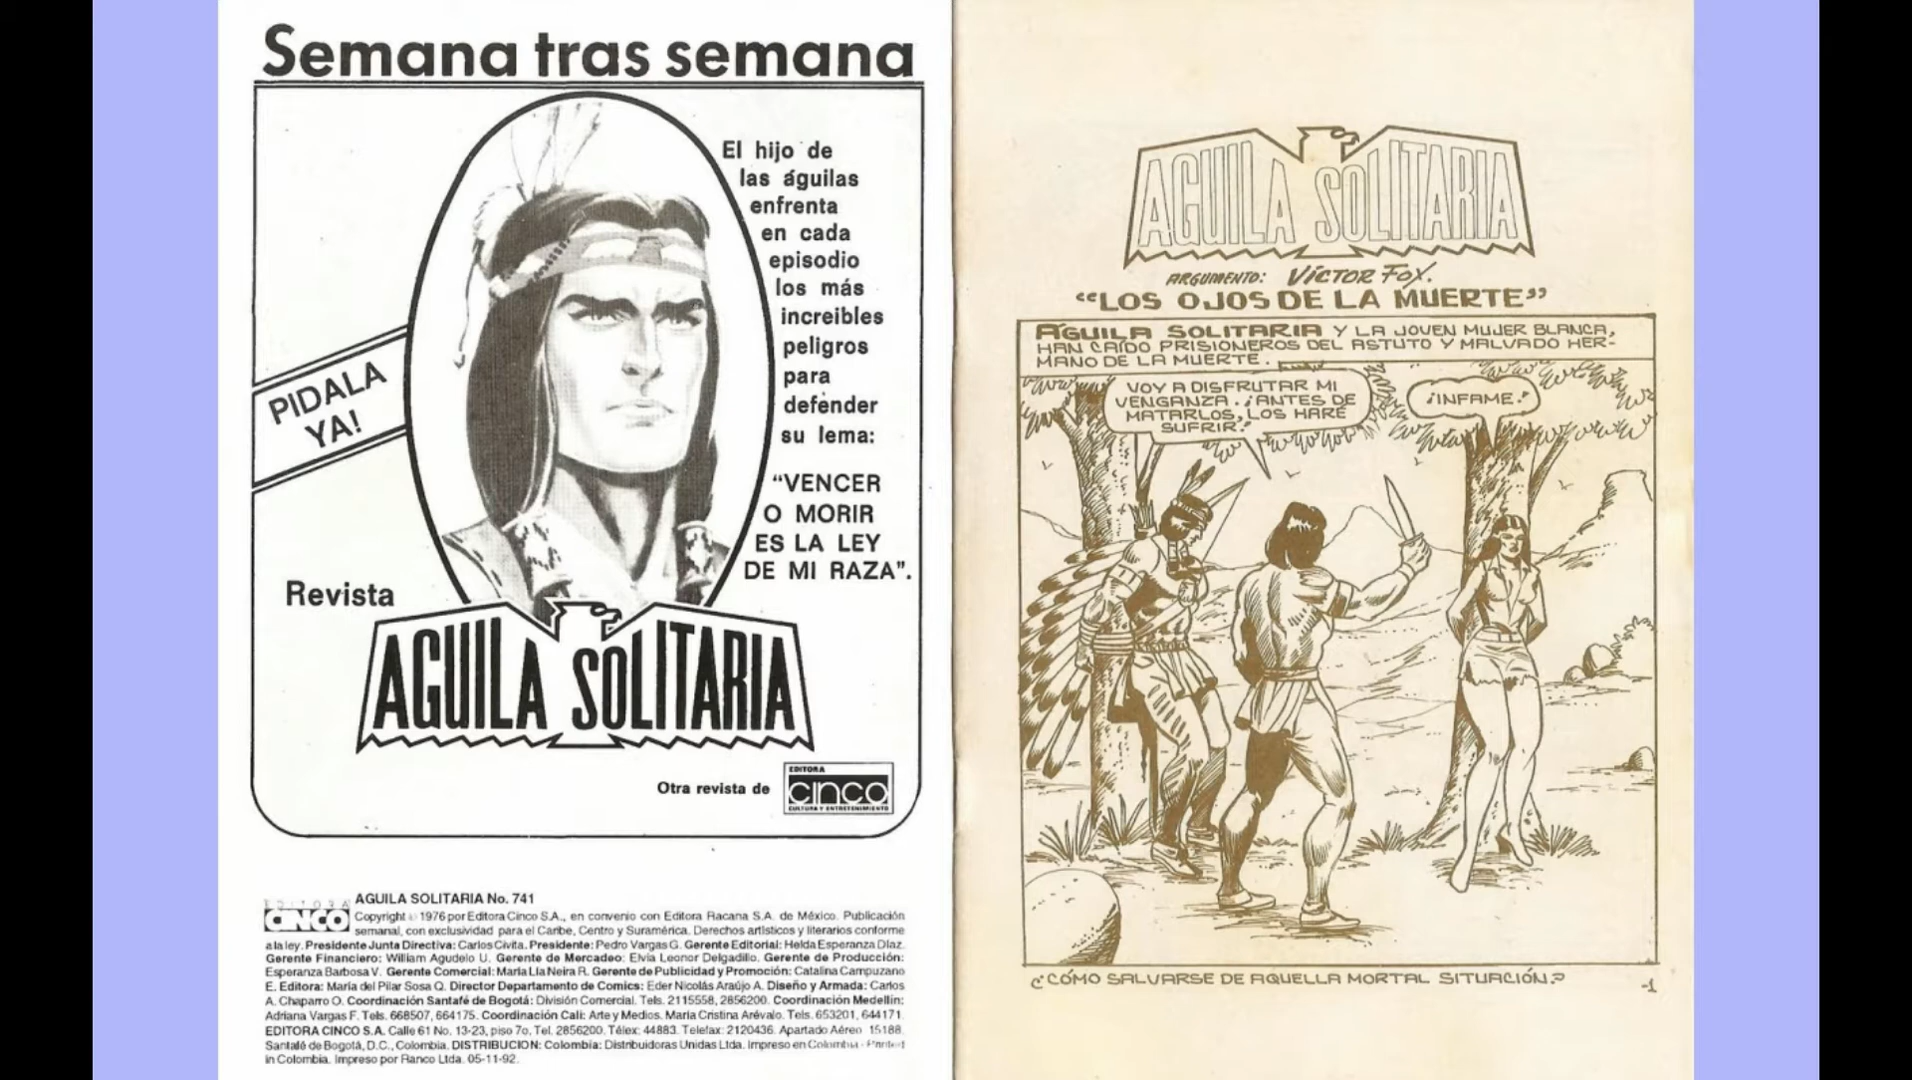 Semana tras semana
El hijo de
las águilas
enfrenta
en cada
episodio
los más
increibles
peligros
para
defender
su lema:
"VENCER
O MORIR
ES LA LEY
DE MI RAZA".
PIDALA
YA!
Revista
AGUILA SOLITARIA
Otra revista de
EDITORA
CINCO
CULTURA Y ENTRETENIMIENTO
EDITORA
CINCO
AGUILA SOLITARIA No. 741
Copyright © 1976 por Editora Cinco S.A., en convenio con Editora Racana S.A. de México. Publicación
semanal, con exclusividad para el Caribe, Centro y Suramérica. Derechos artísticos y literarios conforme
a la ley. Presidente Junta Directiva: Carlos Civita. Presidente: Pedro Vargas G. Gerente Editorial: Helda Esperanza Díaz.
Gerente Financiero: William Agudelo U. Gerente de Mercadeo: Elvia Leonor Delgadillo. Gerente de Producción:
Esperanza Barbosa V. Gerente Comercial: María Lía Neira R. Gerente de Publicidad y Promoción: Catalina Campuzano
E. Editora: María del Pilar Sosa Q. Director Departamento de Comics: Eder Nicolás Araújo A. Diseño y Armada: Carlos
A. Chaparro O. Coordinación Santafé de Bogotá: División Comercial. Tels. 2115558, 2856200. Coordinación Medellín:
Adriana Vargas F. Tels. 668507, 664175. Coordinación Cali: Arte y Medios. María Cristina Arévalo. Tels. 653201, 644171.
EDITORA CINCO S.A. Calle 61 No. 13-23, piso 7o. Tel. 2856200. Télex: 44883. Telefax: 2120436. Apartado Aéreo 15188.
Santafé de Bogotá, D.C., Colombia. DISTRIBUCION: Colombia: Distribuidoras Unidas Ltda. Impreso en Colombia - Printed
in Colombia. Impreso por Ranco Ltda. 05-11-92.
AGUILA SOLITARIA
ARGUMENTO: VÍCTOR FOX.
"LOS OJOS DE LA MUERTE"
ÁGUILA SOLITARIA Y LA JOVEN MUJER BLANCA,
HAN CAÍDO PRISIONEROS DEL ASTUTO Y MALVADO HER-
MANO DE LA MUERTE.
VOY A DISFRUTAR MI
VENGANZA. ¡ANTES DE
MATARLOS, LOS HARÉ
SUFRIR!
¡INFAME!
¿CÓMO SALVARSE DE AQUELLA MORTAL SITUACIÓN?
-1